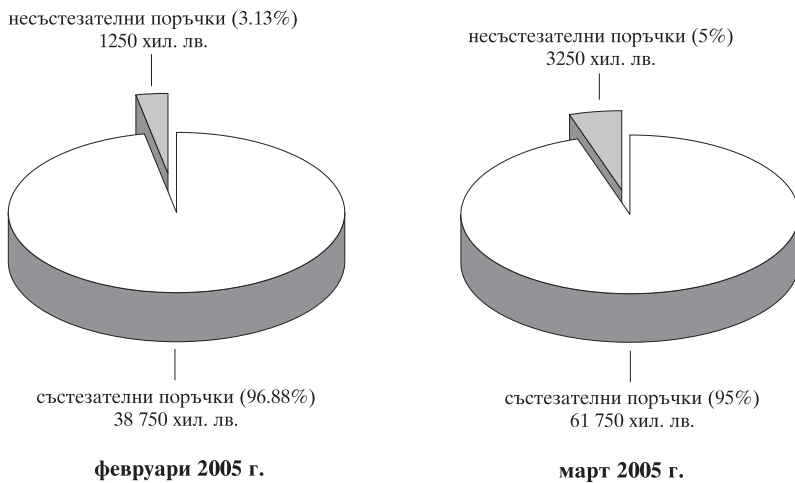 несъстезателни поръчки (3.13%)
1250 хил. лв.
състезателни поръчки (96.88%)
38 750 хил. лв.
февруари 2005 г.
несъстезателни поръчки (5%)
3250 хил. лв.
състезателни поръчки (95%)
61 750 хил. лв.
март 2005 г.